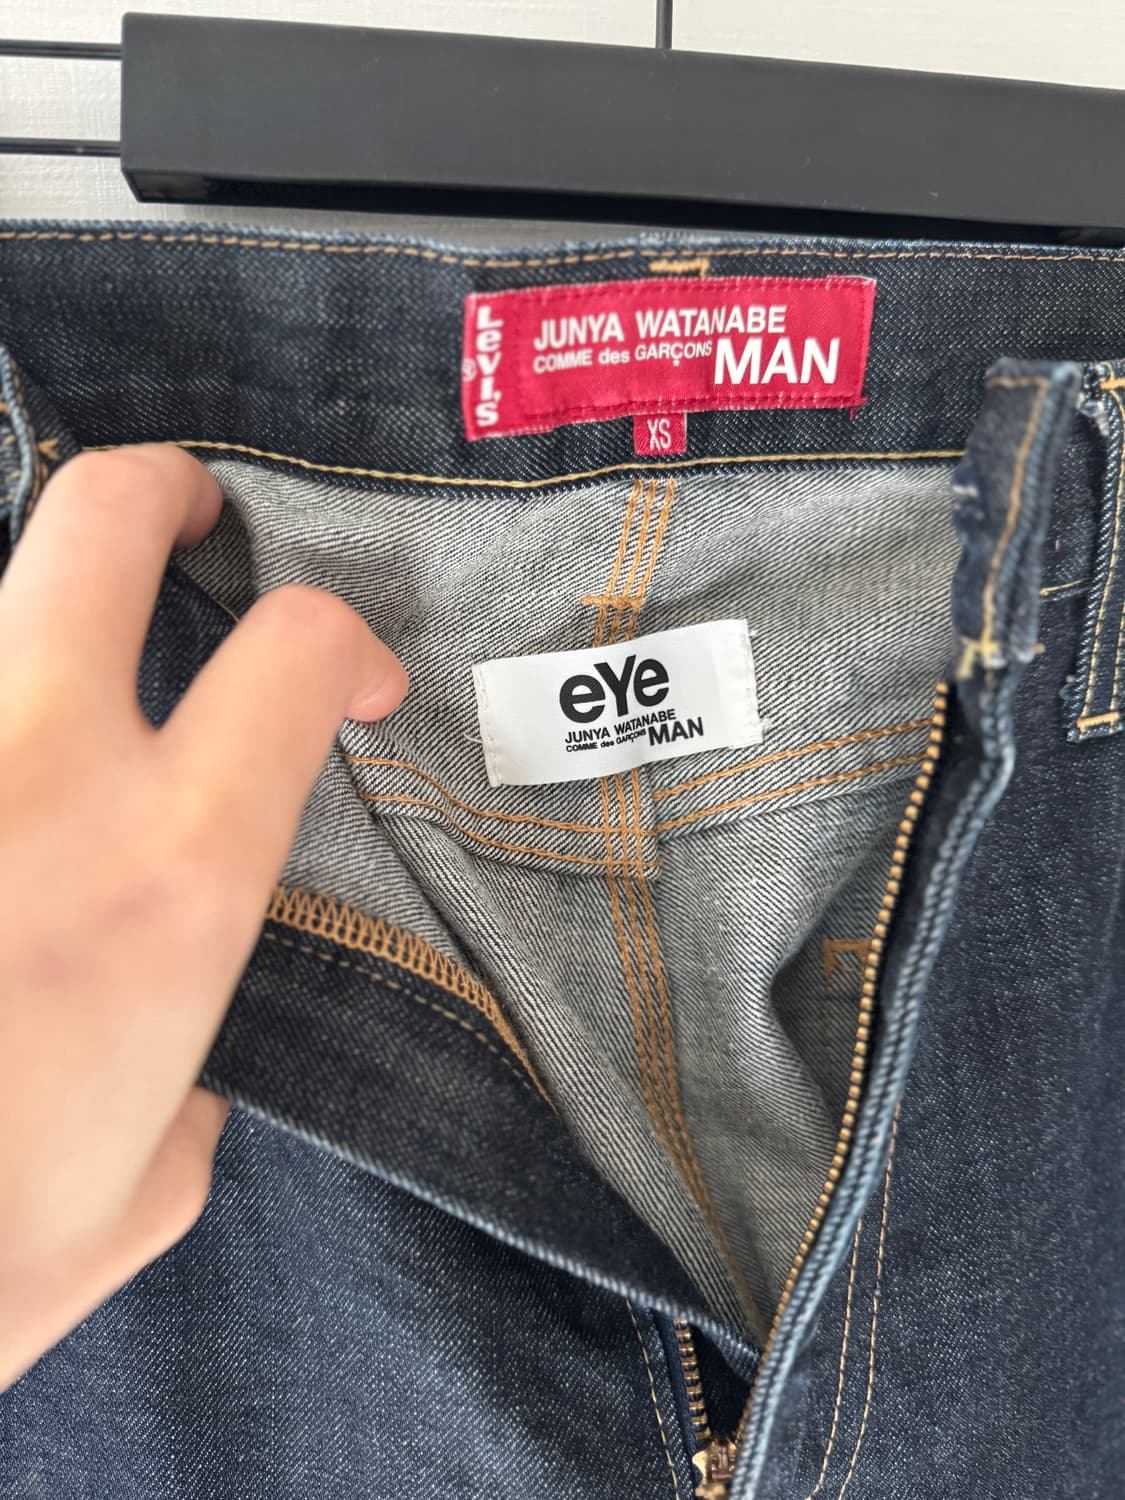 Levi's®
JUNYA WATANABE
COMME des GARÇONS MAN
XS
eYe
JUNYA WATANABE
COMME des GARÇONS MAN